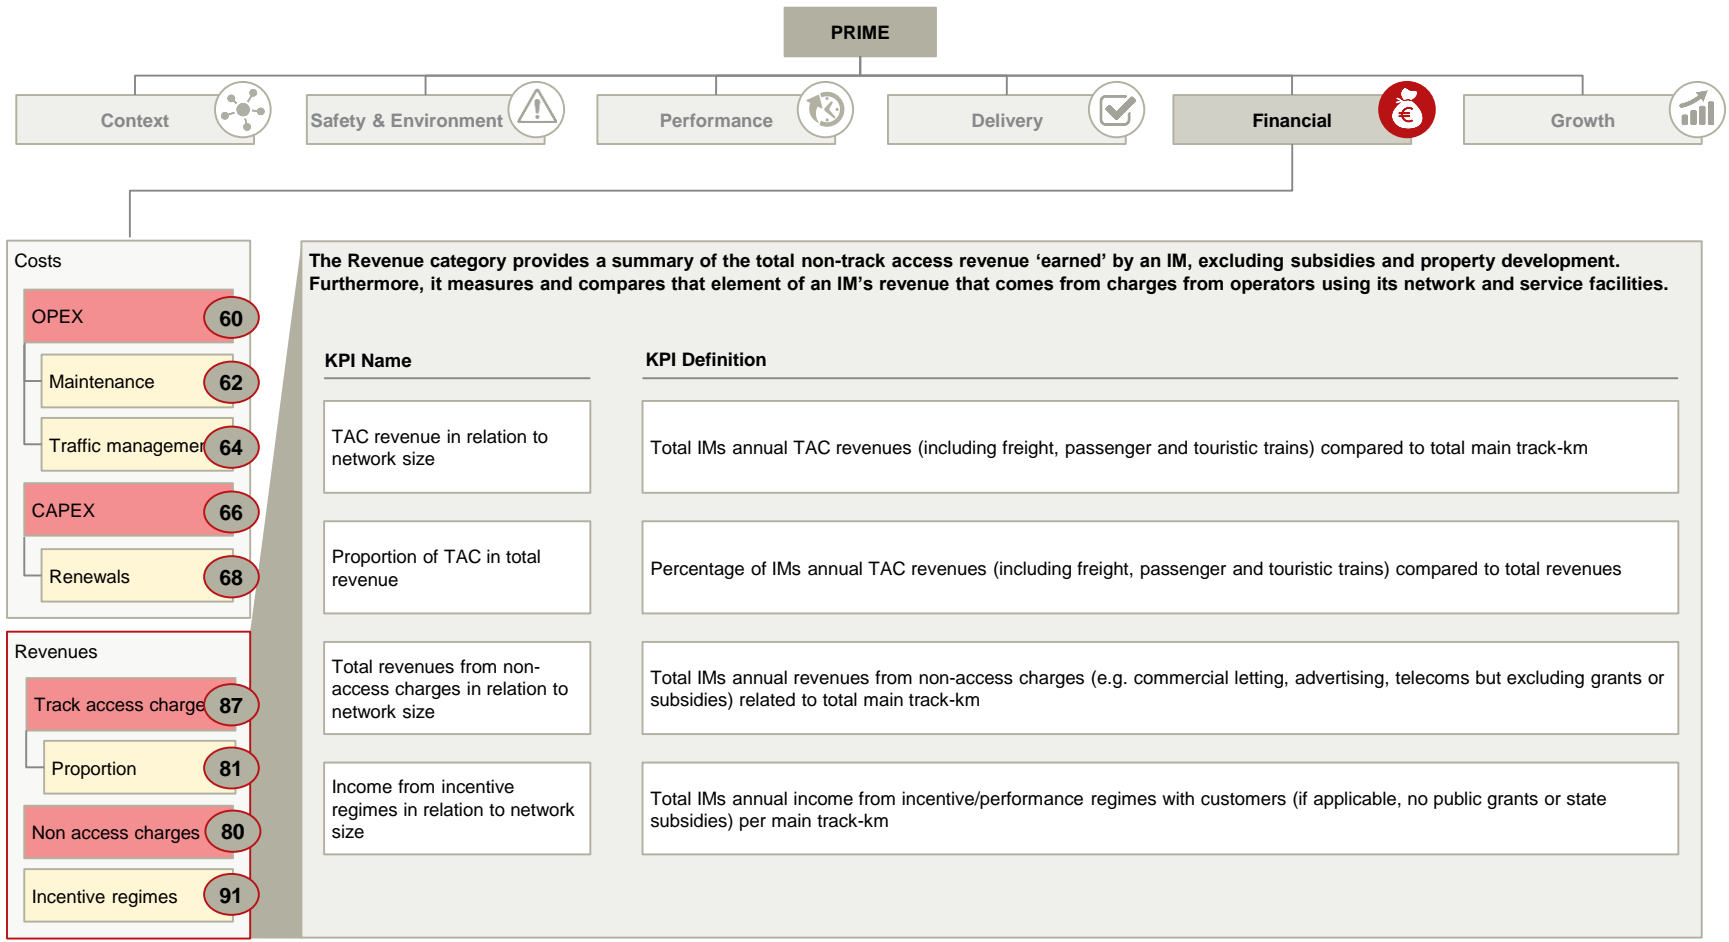 PRIME
Context
Safety & Environment
Performance
Delivery
Financial
€
Growth
Costs
OPEX
60
Maintenance
62
Traffic managemen
64
CAPEX
66
Renewals
68
Revenues
Track access charge
87
Proportion
81
Non access charges
80
Incentive regimes
91
The Revenue category provides a summary of the total non-track access revenue ‘earned’ by an IM, excluding subsidies and property development.
Furthermore, it measures and compares that element of an IM’s revenue that comes from charges from operators using its network and service facilities.
KPI Name
KPI Definition
TAC revenue in relation to
network size
Total IMs annual TAC revenues (including freight, passenger and touristic trains) compared to total main track-km
Proportion of TAC in total
revenue
Percentage of IMs annual TAC revenues (including freight, passenger and touristic trains) compared to total revenues
Total revenues from non-
access charges in relation to
network size
Total IMs annual revenues from non-access charges (e.g. commercial letting, advertising, telecoms but excluding grants or
subsidies) related to total main track-km
Income from incentive
regimes in relation to network
size
Total IMs annual income from incentive/performance regimes with customers (if applicable, no public grants or state
subsidies) per main track-km